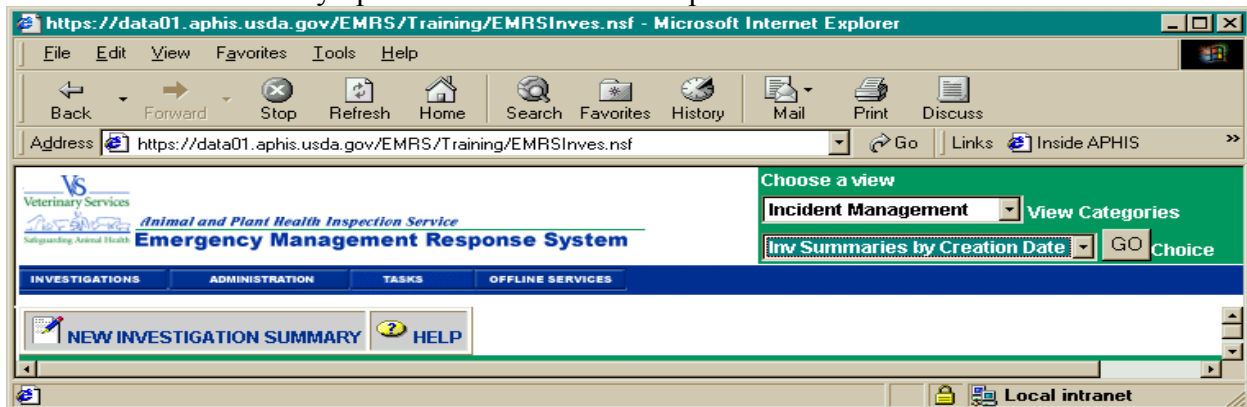 https://data01.aphis.usda.gov/EMRS/Training/EMRSInves.nsf - Microsoft Internet Explorer
File Edit View Favorites Tools Help
Back Forward Stop Refresh Home Search Favorites History Mail Print Discuss
Address https://data01.aphis.usda.gov/EMRS/Training/EMRSInves.nsf Go Links Inside APHIS »
VS
Veterinary Services
Safeguarding Animal Health
Animal and Plant Health Inspection Service
Emergency Management Response System
Choose a view
Incident Management View Categories
Inv Summaries by Creation Date GO Choice
INVESTIGATIONS ADMINISTRATION TASKS OFFLINE SERVICES
NEW INVESTIGATION SUMMARY HELP
Local intranet